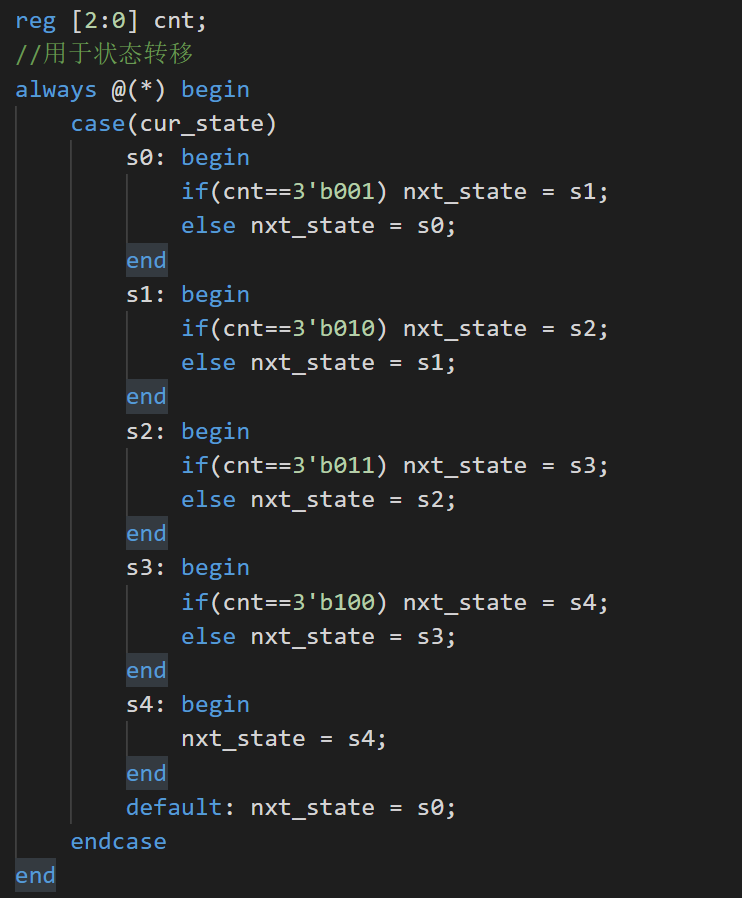 reg [2:0] cnt;
//用于状态转移
always @(*) begin
    case(cur_state)
        s0: begin
            if(cnt==3'b001) nxt_state = s1;
            else nxt_state = s0;
        end
        s1: begin
            if(cnt==3'b010) nxt_state = s2;
            else nxt_state = s1;
        end
        s2: begin
            if(cnt==3'b011) nxt_state = s3;
            else nxt_state = s2;
        end
        s3: begin
            if(cnt==3'b100) nxt_state = s4;
            else nxt_state = s3;
        end
        s4: begin
            nxt_state = s4;
        end
        default: nxt_state = s0;
    endcase
end